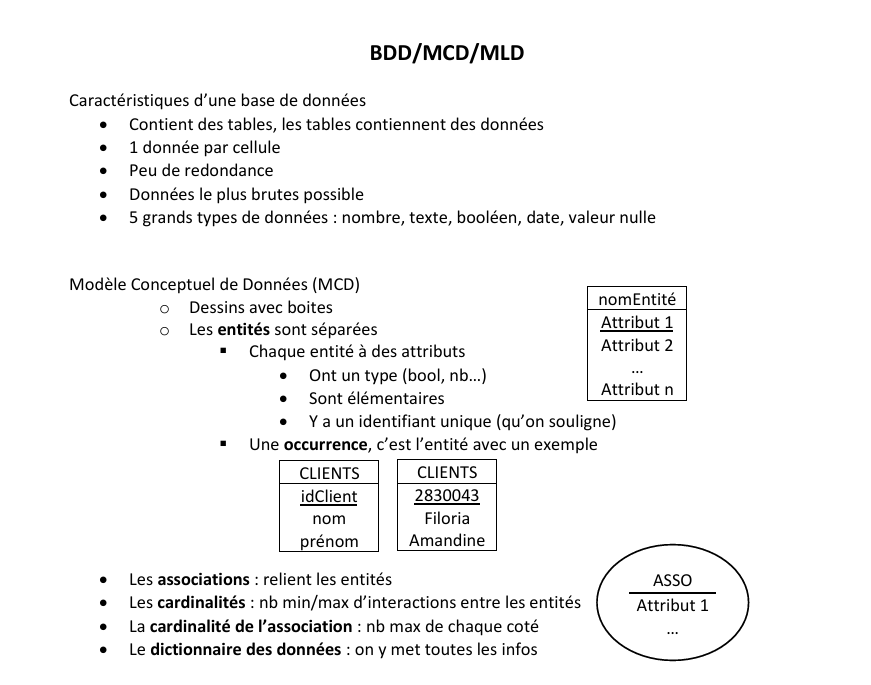 BDD/MCD/MLD
Caractéristiques d’une base de données
• Contient des tables, les tables contiennent des données
• 1 donnée par cellule
• Peu de redondance
• Données le plus brutes possible
• 5 grands types de données : nombre, texte, booléen, date, valeur nulle
Modèle Conceptuel de Données (MCD)
o Dessins avec boites
o Les entités sont séparées
▪ Chaque entité à des attributs
• Ont un type (bool, nb…)
• Sont élémentaires
• Y a un identifiant unique (qu’on souligne)
▪ Une occurrence, c’est l’entité avec un exemple
nomEntité
Attribut 1
Attribut 2
…
Attribut n
CLIENTS
idClient
nom
prénom
CLIENTS
2830043
Filoria
Amandine
• Les associations : relient les entités
• Les cardinalités : nb min/max d’interactions entre les entités
• La cardinalité de l’association : nb max de chaque coté
• Le dictionnaire des données : on y met toutes les infos
ASSO
Attribut 1
…